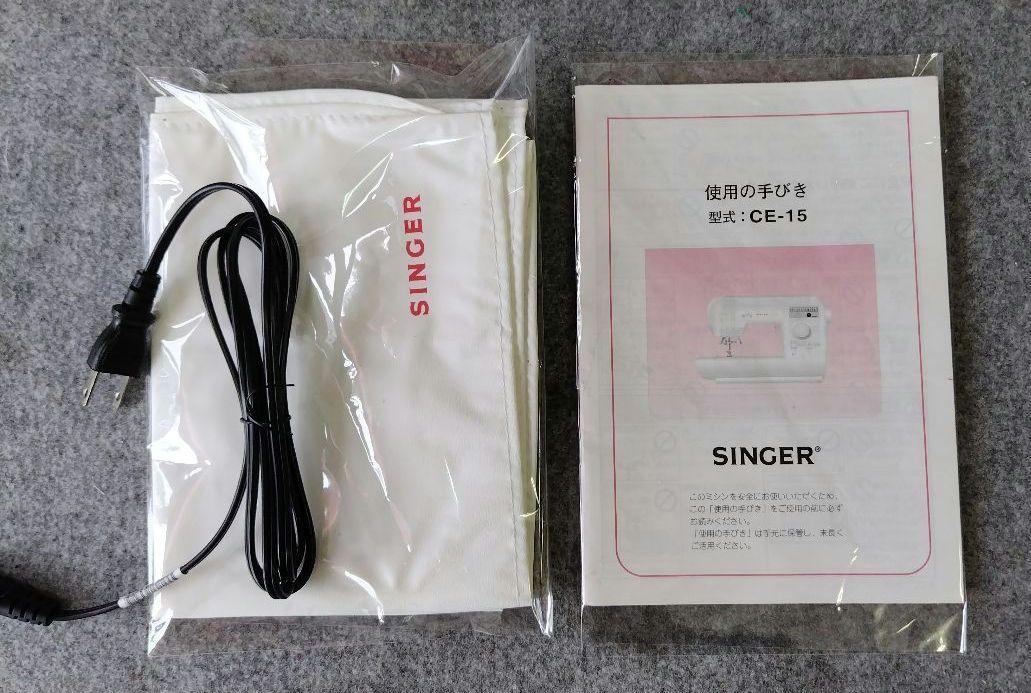 SINGER
使用の手びき
型式：CE-15
SINGER®
このミシンを安全にお使いいただくため、
この「使用の手びき」をご使用の前に必ず
お読みください。
「使用の手びき」は手元に保管し、末長く
ご活用ください。